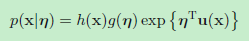 p(x|η) = h(x)g(η) exp {ηᵀu(x)}